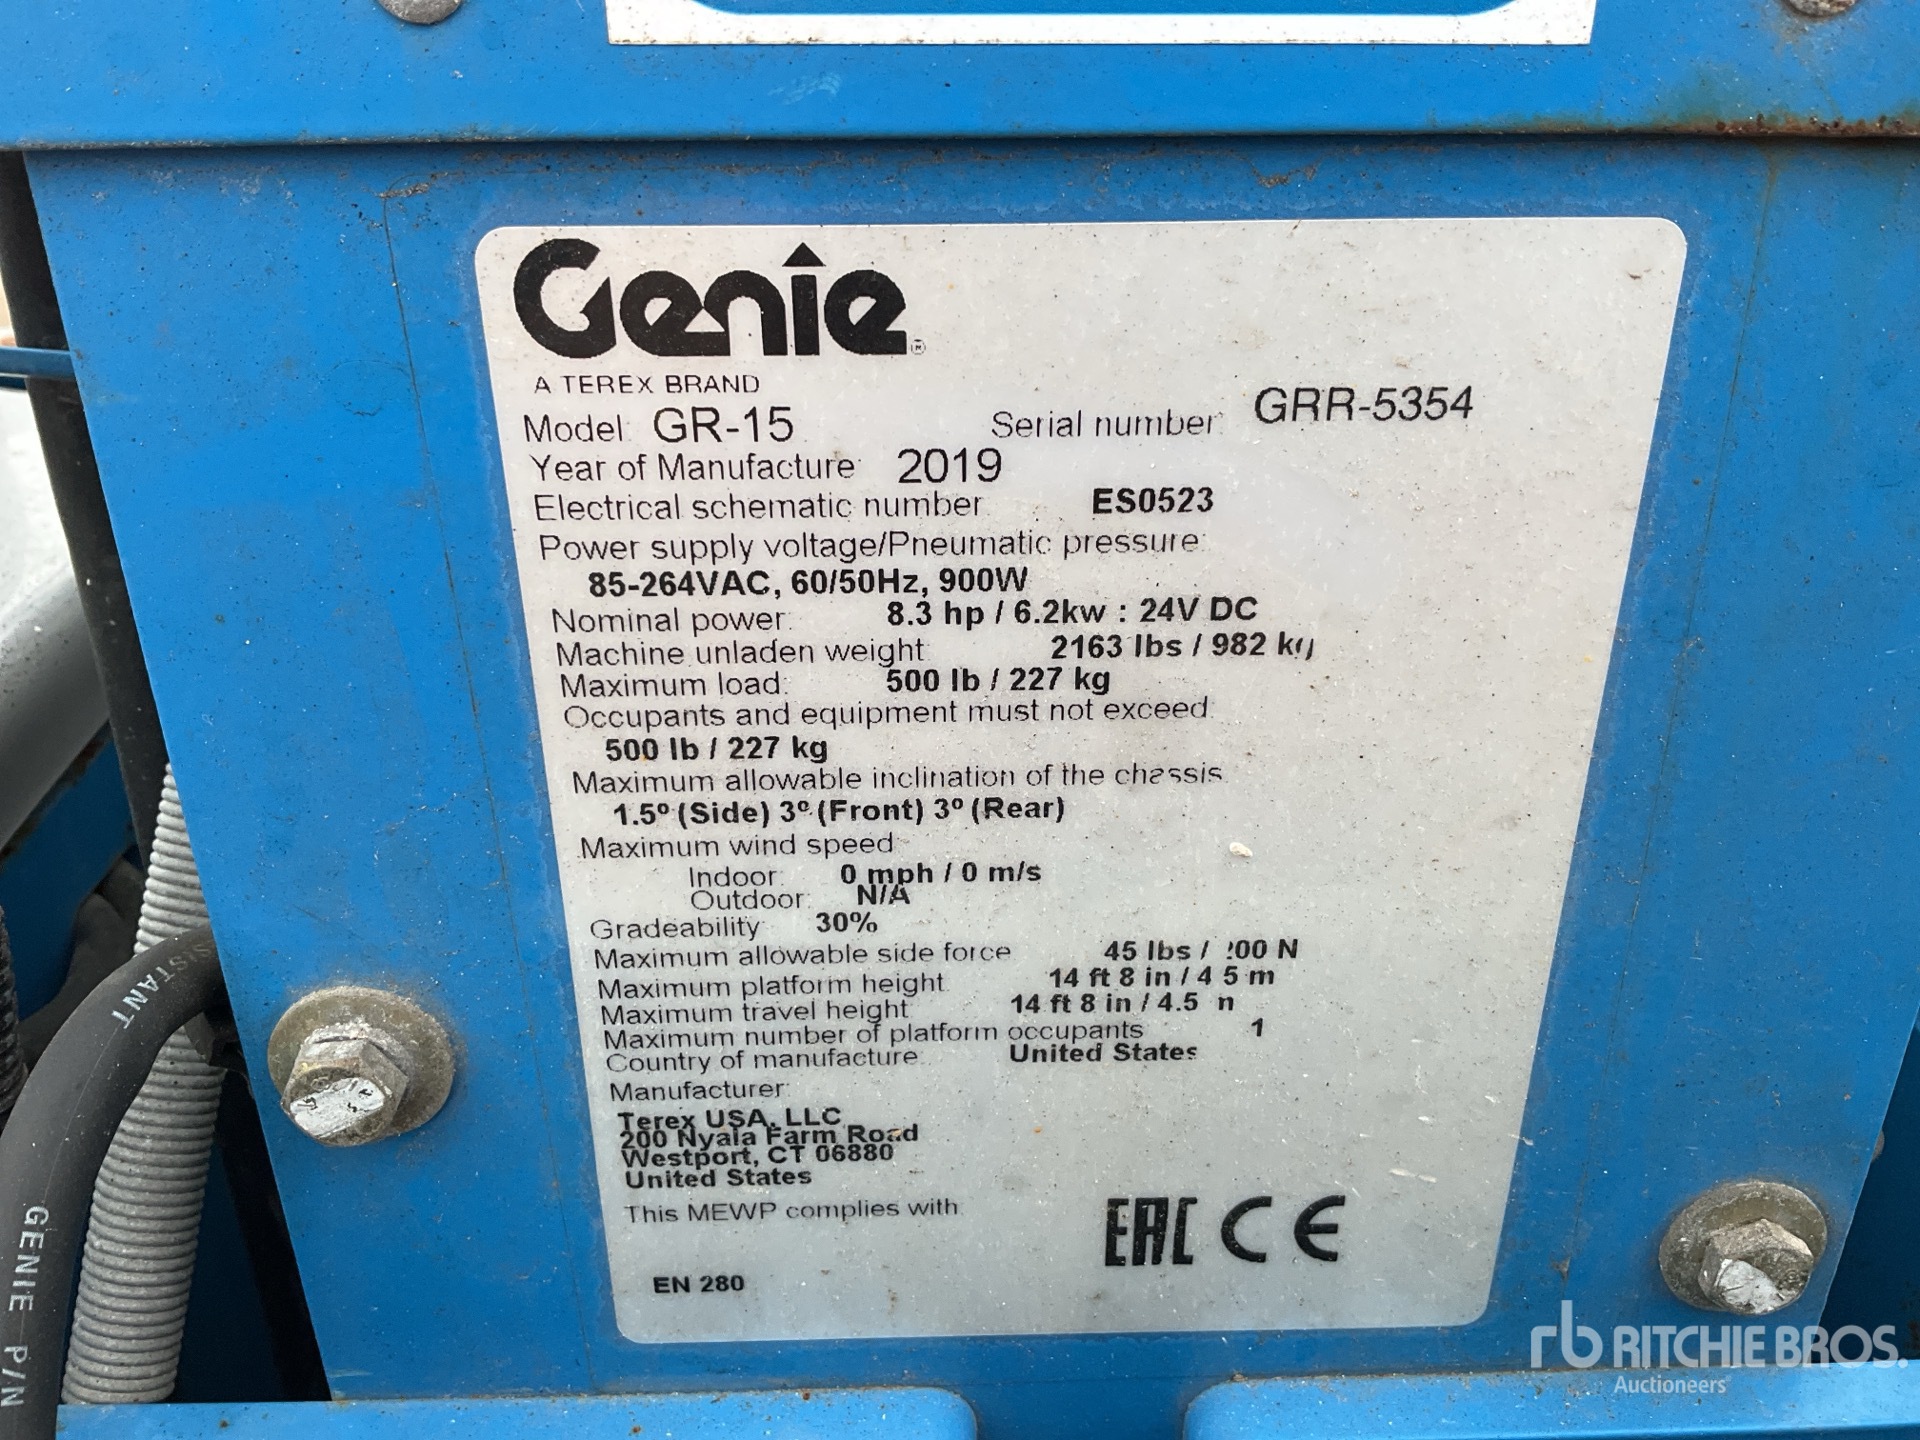 Genie
A TEREX BRAND
Model: GR-15 Serial number: GRR-5354
Year of Manufacture: 2019
Electrical schematic number: ES0523
Power supply voltage/Pneumatic pressure:
85-264VAC, 60/50Hz, 900W
Nominal power: 8.3 hp / 6.2kw : 24V DC
Machine unladen weight: 2163 lbs / 982 kg
Maximum load: 500 lb / 227 kg
Occupants and equipment must not exceed:
500 lb / 227 kg
Maximum allowable inclination of the chassis:
1.5º (Side) 3º (Front) 3º (Rear)
Maximum wind speed:
Indoor: 0 mph / 0 m/s
Outdoor: N/A
Gradeability: 30%
Maximum allowable side force 45 lbs / 200 N
Maximum platform height: 14 ft 8 in / 4.5 m
Maximum travel height: 14 ft 8 in / 4.5 m
Maximum number of platform occupants 1
Country of manufacture: United States
Manufacturer:
Terex USA, LLC
200 Nyala Farm Road
Westport, CT 06880
United States
This MEWP complies with:
EAC CE
EN 280
GENIE P/N
rb RITCHIE BROS.
Auctioneers